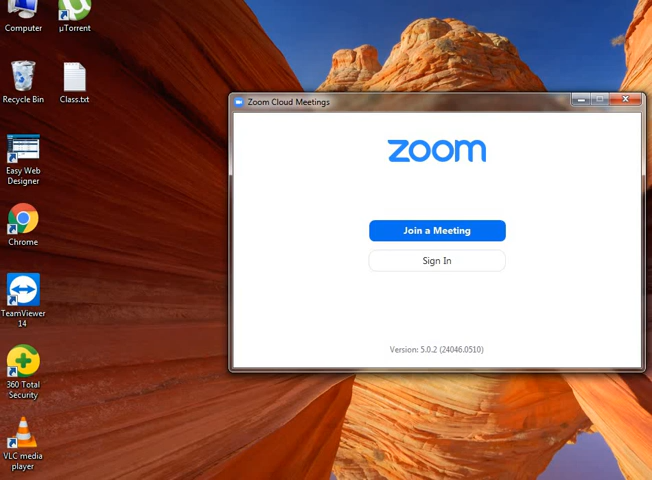 Computer
µTorrent
Recycle Bin
Class.txt
Easy Web
Designer
Chrome
TeamViewer
14
360 Total
Security
VLC media
player
Zoom Cloud Meetings
zoom
Join a Meeting
Sign In
Version: 5.0.2 (24046.0510)